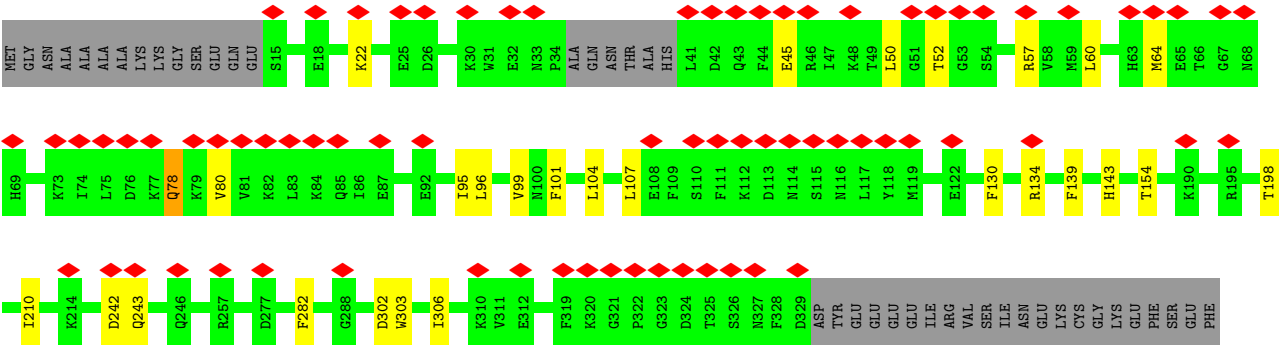 MET GLY ASN ALA ALA ALA ALA ALA LYS LYS GLY SER GLU GLN GLU S15 E18 K22 E25 D26 K30 W31 E32 N33 P34 ALA GLN ASN THR ALA HIS L41 D42 Q43 F44 E45 R46 I47 K48 T49 L50 G51 T52 G53 S54 R57 V58 M59 L60 H63 M64 E65 T66 G67 N68
H69 K73 I74 L75 D76 K77 Q78 K79 V80 V81 K82 L83 K84 Q85 I86 E87 E92 I95 L96 V99 N100 F101 L104 L107 E108 F109 S110 F111 K112 D113 N114 S115 N116 L117 Y118 M119 E122 F130 R134 F139 H143 T154 K190 R195 T198
I210 K214 D242 Q243 Q246 R257 D277 F282 G288 D302 W303 I306 K310 V311 E312 F319 K320 G321 P322 G323 D324 T325 S326 N327 F328 D329 ASP TYR GLU GLU GLU GLU ILE ARG VAL SER ILE ASN GLU LYS CYS GLY LYS GLU PHE SER GLU PHE